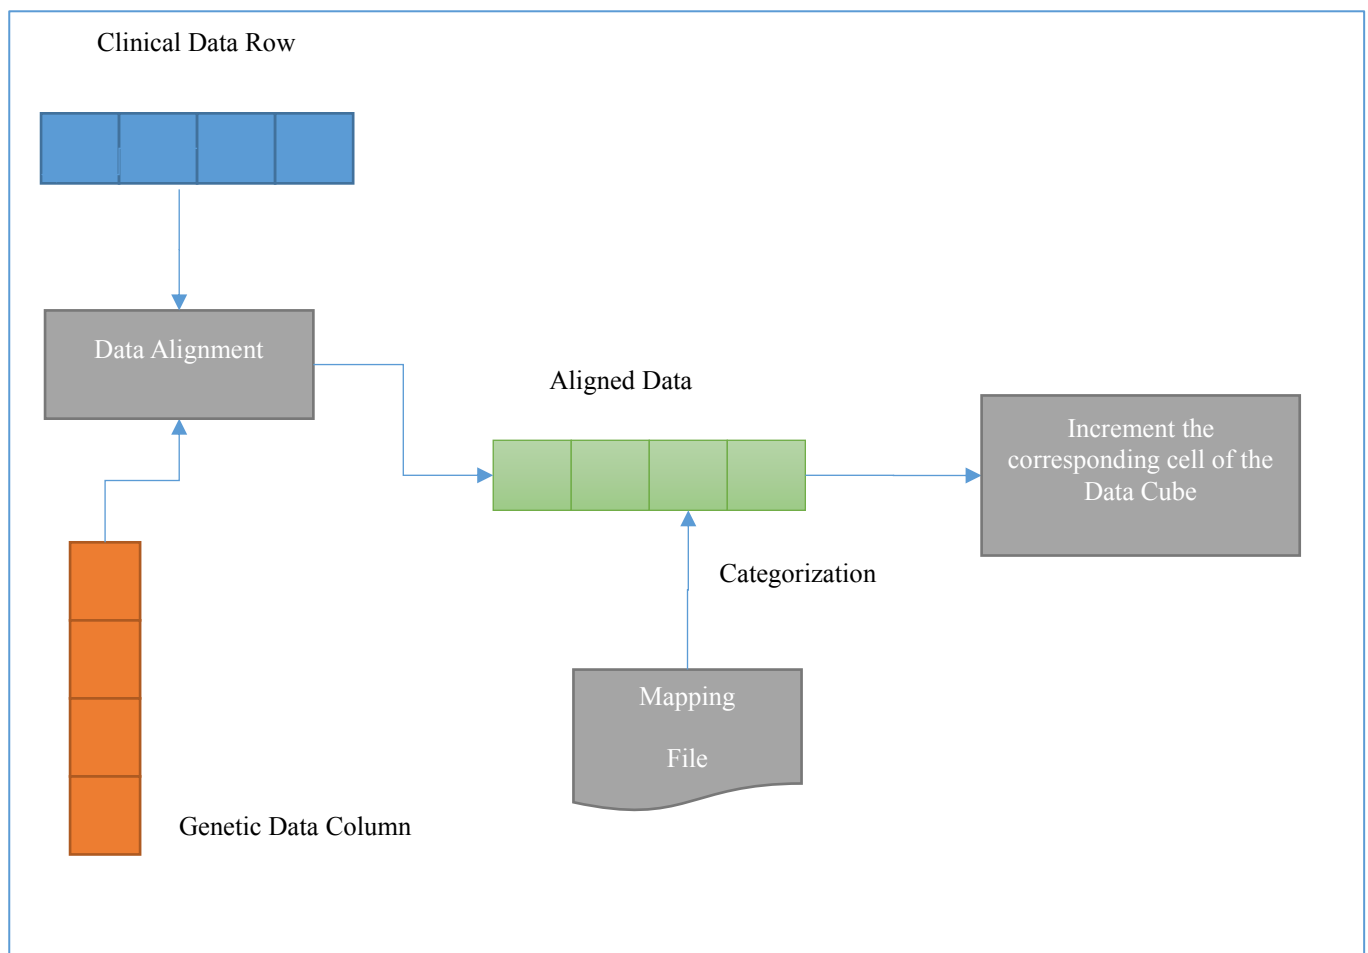 Clinical Data Row
Data Alignment
Aligned Data
Increment the
corresponding cell of the
Data Cube
Categorization
Mapping
File
Genetic Data Column